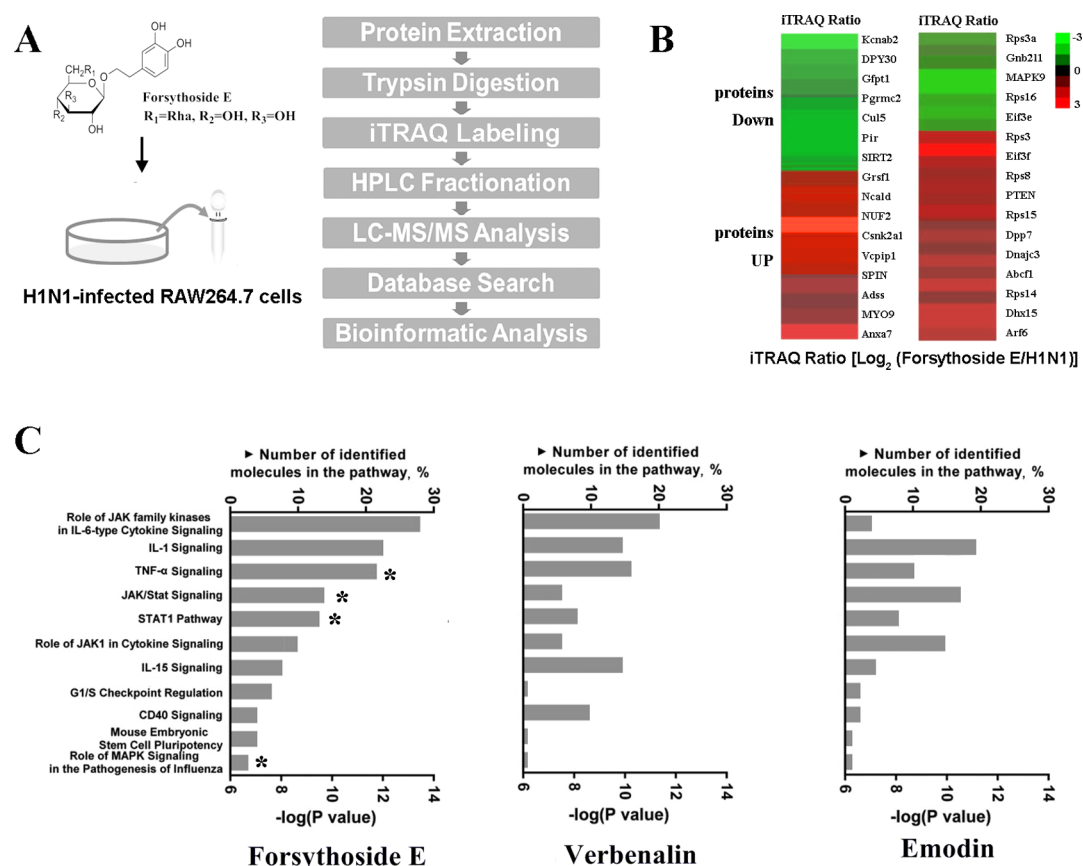 A
OH
OH
CH2R1
O
O
R3
R2
OH
Forsythoside E
R1=Rha, R2=OH, R3=OH
H1N1-infected RAW264.7 cells
Protein Extraction
Trypsin Digestion
iTRAQ Labeling
HPLC Fractionation
LC-MS/MS Analysis
Database Search
Bioinformatic Analysis
B
iTRAQ Ratio
iTRAQ Ratio
proteins
Down
proteins
UP
Kcnab2
DPY30
Gfpt1
Pgrmc2
Cul5
Pir
SIRT2
Grsf1
Ncald
NUF2
Csnk2a1
Vcpip1
SPIN
Adss
MYO9
Anxa7
Rps3a
Gnb2l1
MAPK9
Rps16
Eif3e
Rps3
Eif3f
Rps8
PTEN
Rps15
Dpp7
Dnajc3
Abcf1
Rps14
Dhx15
Arf6
-3
0
3
iTRAQ Ratio [Log2 (Forsythoside E/H1N1)]
C
► Number of identified
molecules in the pathway, %
0 10 20 30
Role of JAK family kinases
in IL-6-type Cytokine Signaling
IL-1 Signaling
TNF-α Signaling
*
JAK/Stat Signaling
*
STAT1 Pathway
*
Role of JAK1 in Cytokine Signaling
IL-15 Signaling
G1/S Checkpoint Regulation
CD40 Signaling
Mouse Embryonic
Stem Cell Pluripotency
Role of MAPK Signaling
in the Pathogenesis of Influenza
*
6 8 10 12 14
-log(P value)
Forsythoside E
► Number of identified
molecules in the pathway, %
0 10 20 30
6 8 10 12 14
-log(P value)
Verbenalin
► Number of identified
molecules in the pathway, %
0 10 20 30
6 8 10 12 14
-log(P value)
Emodin